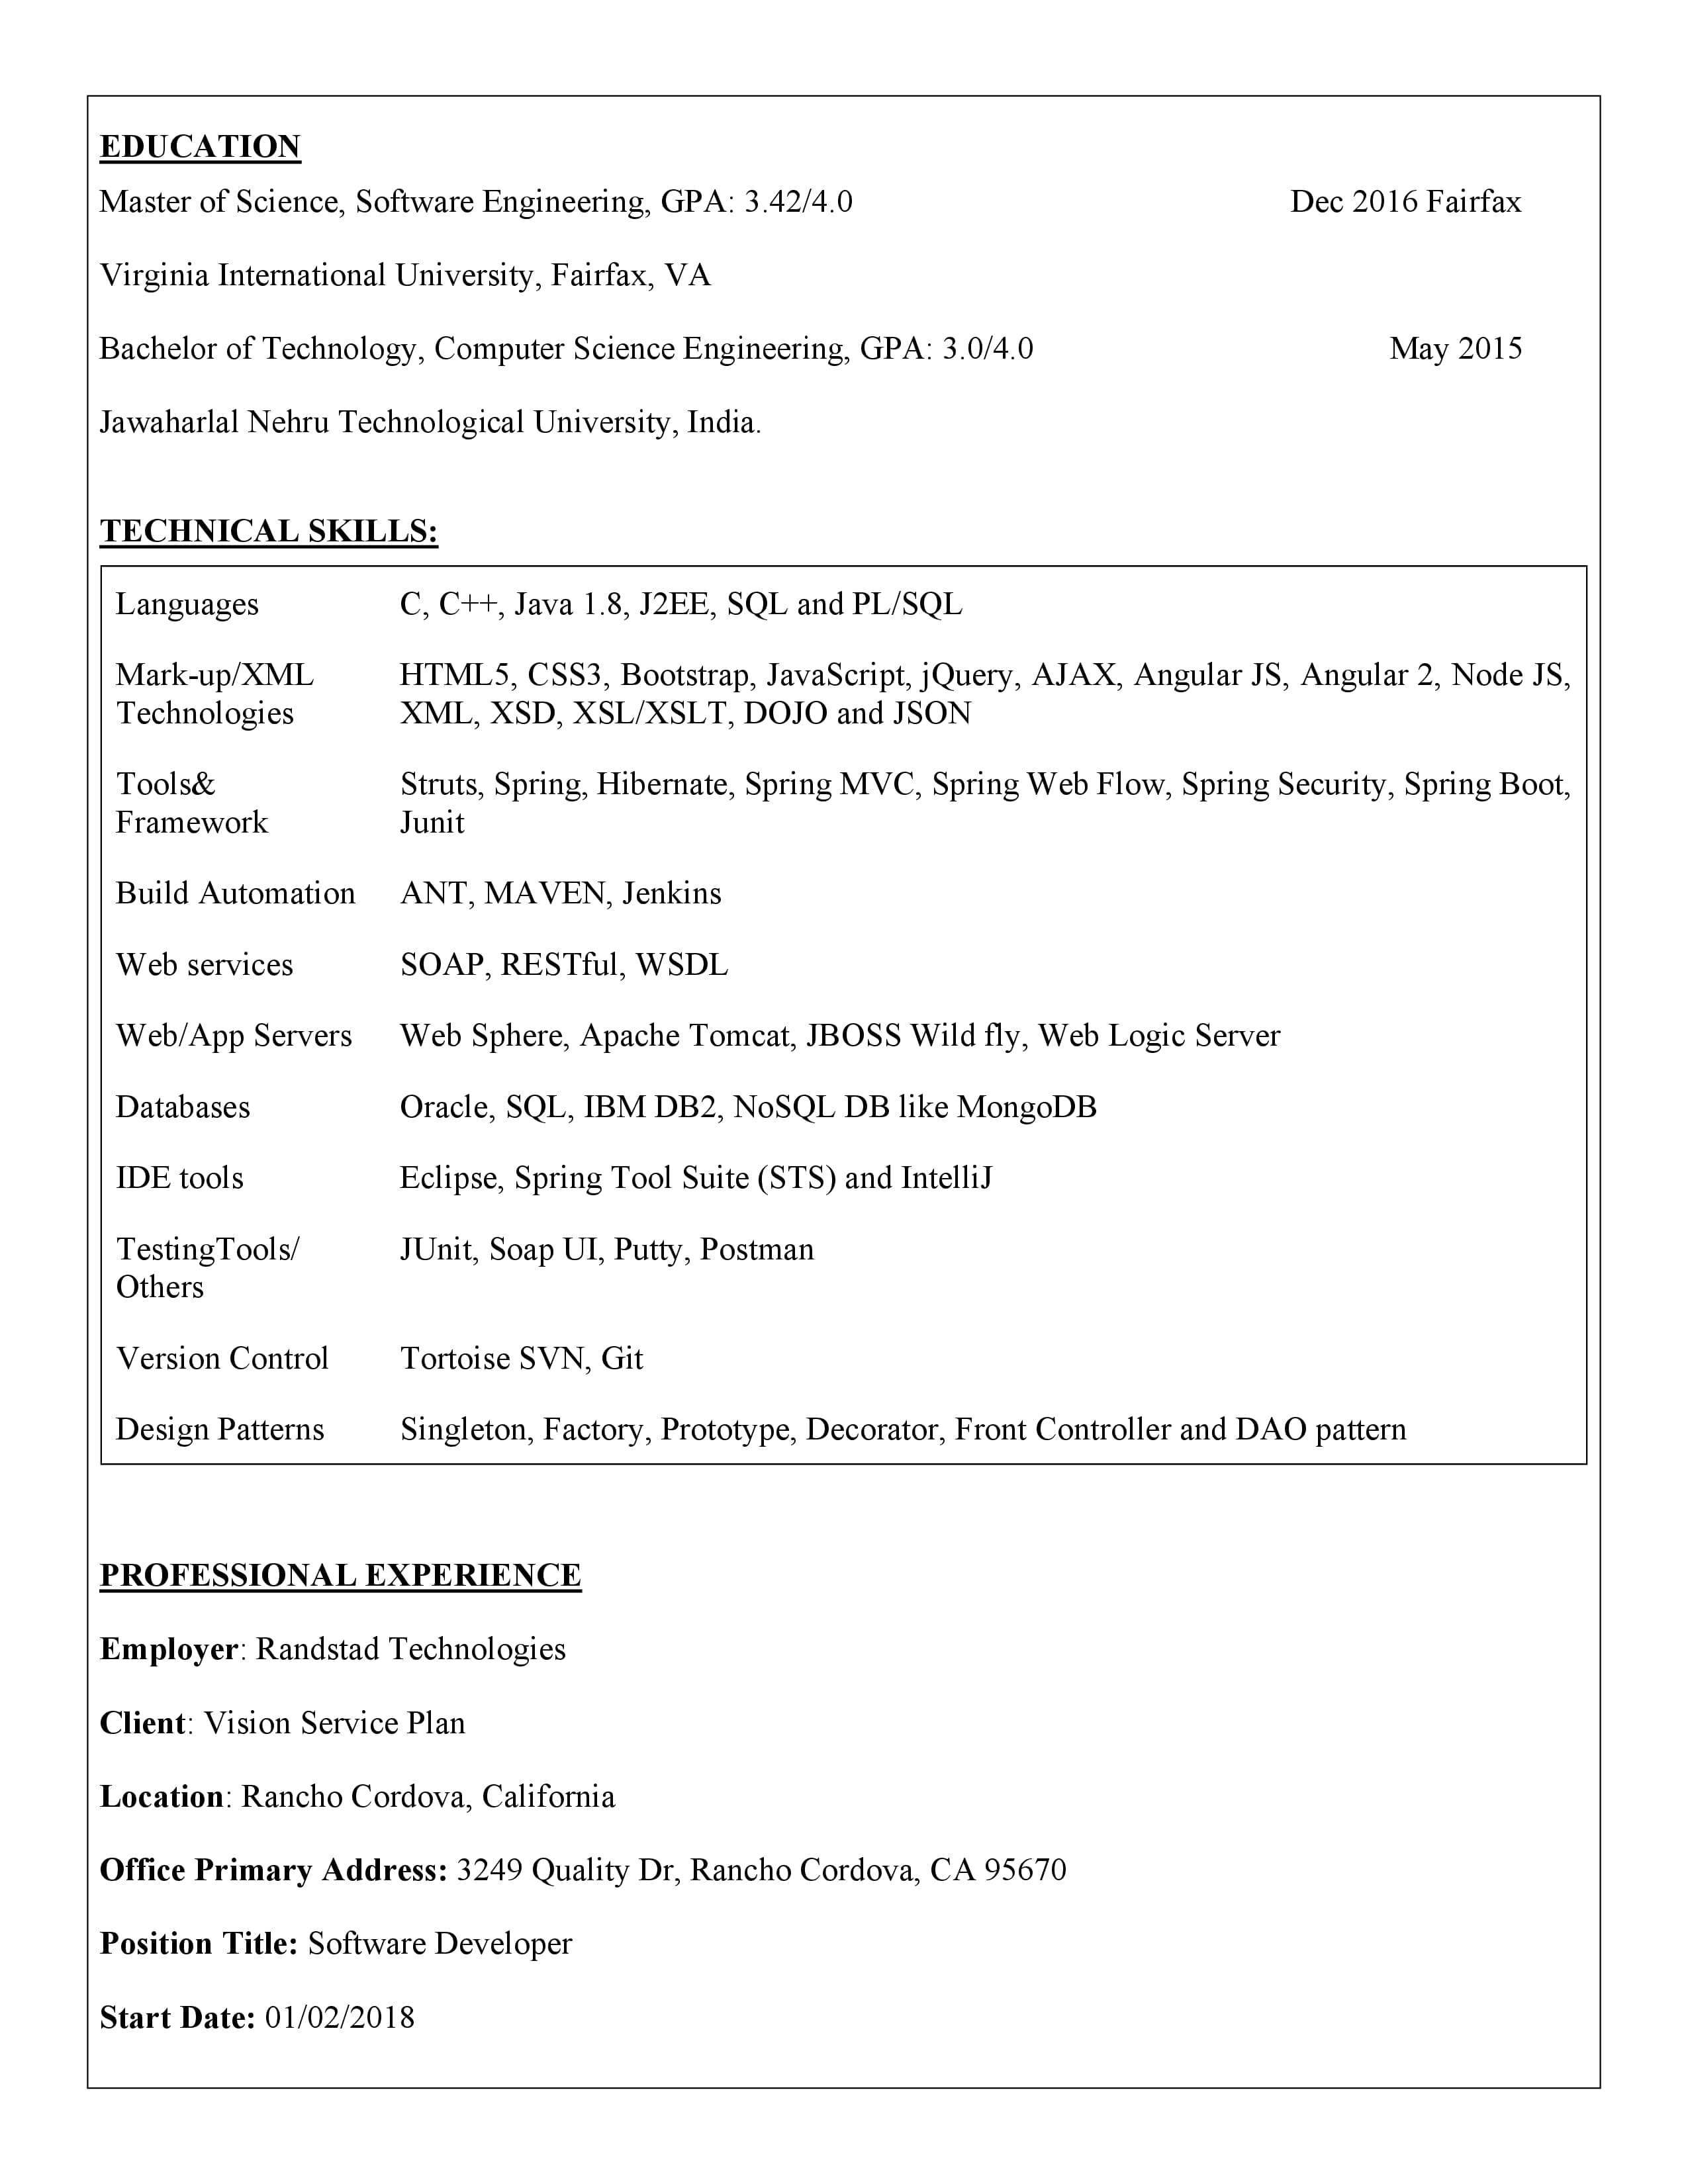 EDUCATION
Master of Science, Software Engineering, GPA: 3.42/4.0 Dec 2016 Fairfax
Virginia International University, Fairfax, VA
Bachelor of Technology, Computer Science Engineering, GPA: 3.0/4.0 May 2015
Jawaharlal Nehru Technological University, India.
TECHNICAL SKILLS:
Languages C, C++, Java 1.8, J2EE, SQL and PL/SQL
Mark-up/XML HTML5, CSS3, Bootstrap, JavaScript, jQuery, AJAX, Angular JS, Angular 2, Node JS,
Technologies XML, XSD, XSL/XSLT, DOJO and JSON
Tools& Struts, Spring, Hibernate, Spring MVC, Spring Web Flow, Spring Security, Spring Boot,
Framework Junit
Build Automation ANT, MAVEN, Jenkins
Web services SOAP, RESTful, WSDL
Web/App Servers Web Sphere, Apache Tomcat, JBOSS Wild fly, Web Logic Server
Databases Oracle, SQL, IBM DB2, NoSQL DB like MongoDB
IDE tools Eclipse, Spring Tool Suite (STS) and IntelliJ
TestingTools/ JUnit, Soap UI, Putty, Postman
Others
Version Control Tortoise SVN, Git
Design Patterns Singleton, Factory, Prototype, Decorator, Front Controller and DAO pattern
PROFESSIONAL EXPERIENCE
Employer: Randstad Technologies
Client: Vision Service Plan
Location: Rancho Cordova, California
Office Primary Address: 3249 Quality Dr, Rancho Cordova, CA 95670
Position Title: Software Developer
Start Date: 01/02/2018